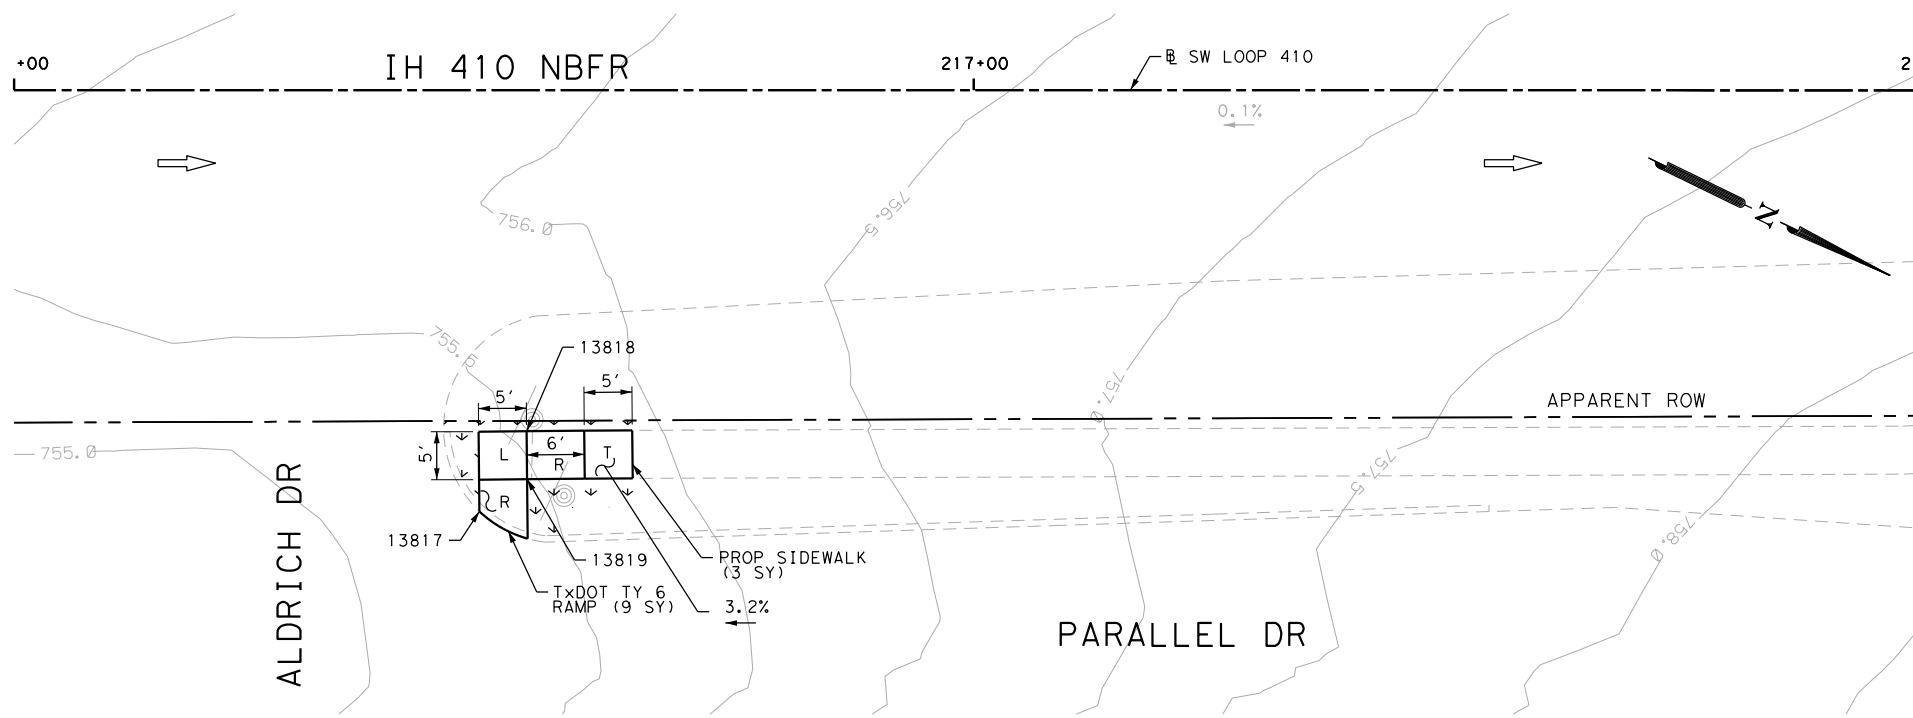 +00
IH 410 NBFR
217+00
℄ SW LOOP 410
2
0.1%
N
756.0
756.5
755.5
13818
5'
5'
757.0
APPARENT ROW
755.0
5'
L
6'
R
T
757.5
R
13817
13819
PROP SIDEWALK
(3 SY)
758.0
TxDOT TY 6
RAMP (9 SY)
3.2%
ALDRICH DR
PARALLEL DR